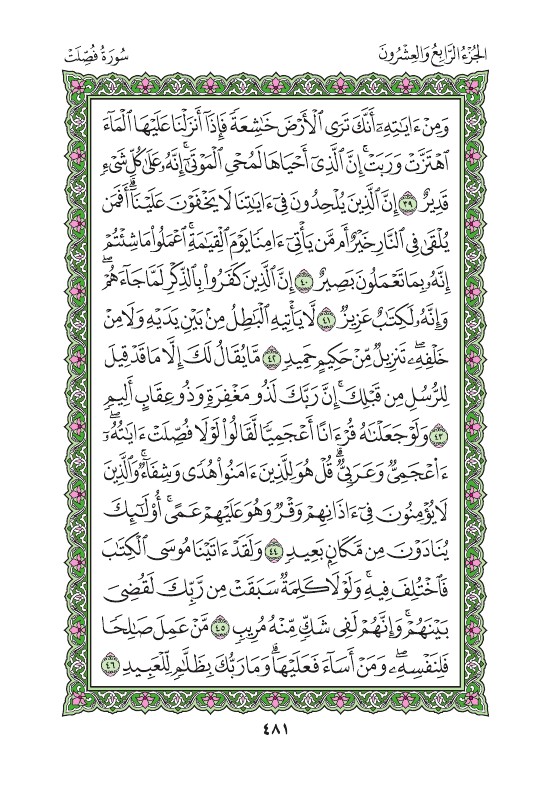 الجُزْءُ الرَّابِعُ وَالعِشْرُونَ
سُورَةُ فُصِّلَتْ
وَمِنْ ءَايَٰتِهِۦٓ أَنَّكَ تَرَى ٱلْأَرْضَ خَٰشِعَةً فَإِذَآ أَنزَلْنَا عَلَيْهَا ٱلْمَآءَ
ٱهْتَزَّتْ وَرَبَتْ ۚ إِنَّ ٱلَّذِىٓ أَحْيَاهَا لَمُحْىِ ٱلْمَوْتَىٰٓ ۚ إِنَّهُۥ عَلَىٰ كُلِّ شَىْءٍ
قَدِيرٌ ٣٩ إِنَّ ٱلَّذِينَ يُلْحِدُونَ فِىٓ ءَايَٰتِنَا لَا يَخْفَوْنَ عَلَيْنَآ ۗ أَفَمَن
يُلْقَىٰ فِى ٱلنَّارِ خَيْرٌ أَم مَّن يَأْتِىٓ ءَامِنًا يَوْمَ ٱلْقِيَٰمَةِ ۚ ٱعْمَلُوا۟ مَا شِئْتُمْ ۖ
إِنَّهُۥ بِمَا تَعْمَلُونَ بَصِيرٌ ٤٠ إِنَّ ٱلَّذِينَ كَفَرُوا۟ بِٱلذِّكْرِ لَمَّا جَآءَهُمْ ۖ
وَإِنَّهُۥ لَكِتَٰبٌ عَزِيزٌ ٤١ لَّا يَأْتِيهِ ٱلْبَٰطِلُ مِنۢ بَيْنِ يَدَيْهِ وَلَا مِنْ
خَلْفِهِۦ ۖ تَنزِيلٌ مِّنْ حَكِيمٍ حَمِيدٍ ٤٢ مَّا يُقَالُ لَكَ إِلَّا مَا قَدْ قِيلَ
لِلرُّسُلِ مِن قَبْلِكَ ۚ إِنَّ رَبَّكَ لَذُو مَغْفِرَةٍ وَذُو عِقَابٍ أَلِيمٍ
٤٣ وَلَوْ جَعَلْنَٰهُ قُرْءَانًا أَعْجَمِيًّا لَّقَالُوا۟ لَوْلَا فُصِّلَتْ ءَايَٰتُهُۥٓ ۖ
ءَا۬عْجَمِىٌّ وَعَرَبِىٌّ ۗ قُلْ هُوَ لِلَّذِينَ ءَامَنُوا۟ هُدًى وَشِفَآءٌ ۖ وَٱلَّذِينَ
لَا يُؤْمِنُونَ فِىٓ ءَاذَانِهِمْ وَقْرٌ وَهُوَ عَلَيْهِمْ عَمًى ۚ أُو۟لَٰٓئِكَ
يُنَادَوْنَ مِن مَّكَانٍۭ بَعِيدٍ ٤٤ وَلَقَدْ ءَاتَيْنَا مُوسَى ٱلْكِتَٰبَ
فَٱخْتُلِفَ فِيهِ ۗ وَلَوْلَا كَلِمَةٌ سَبَقَتْ مِن رَّبِّكَ لَقُضِىَ
بَيْنَهُمْ ۚ وَإِنَّهُمْ لَفِى شَكٍّ مِّنْهُ مُرِيبٍ ٤٥ مَّنْ عَمِلَ صَٰلِحًا
فَلِنَفْسِهِۦ ۖ وَمَنْ أَسَآءَ فَعَلَيْهَا ۗ وَمَا رَبُّكَ بِظَلَّٰمٍ لِّلْعَبِيدِ ٤٦
٤٨١